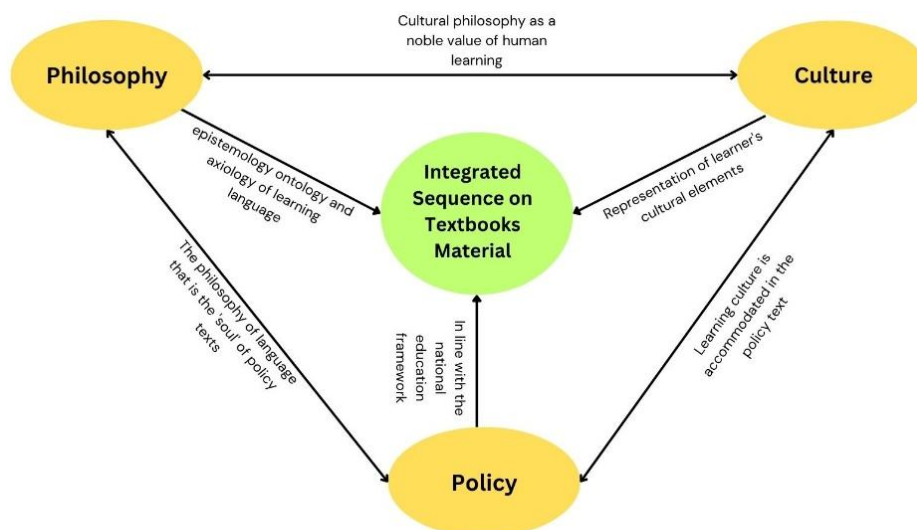 Cultural philosophy as a
noble value of human
learning
Philosophy
Culture
epistemology ontology and
axiology of learning
language
Integrated
Sequence on
Textbooks
Material
Representation of learner's
cultural elements
The philosophy of language
that is the 'soul' of policy
texts
In line with the
national
education
framework
Learning culture is
accommodated in the
policy text
Policy